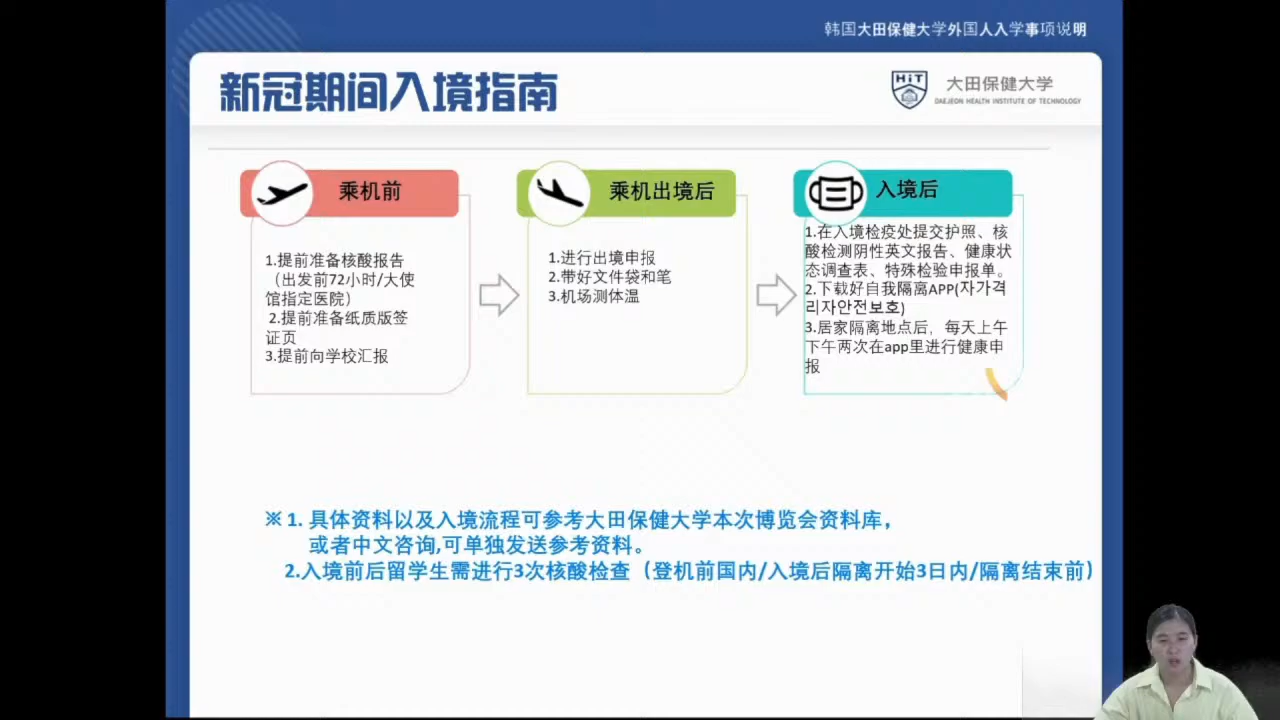 韩国大田保健大学外国人入学事项说明
新冠期间入境指南
HiT
大田保健大学
DAEJEON HEALTH INSTITUTE OF TECHNOLOGY
乘机前
1.提前准备核酸报告
（出发前72小时/大使
馆指定医院）
2.提前准备纸质版签
证页
3.提前向学校汇报
乘机出境后
1.进行出境申报
2.带好文件袋和笔
3.机场测体温
入境后
1.在入境检疫处提交护照、核
酸检测阴性英文报告、健康状
态调查表、特殊检验申报单。
2.下载好自我隔离APP(자가격
리자안전보호)
3.居家隔离地点后，每天上午
下午两次在app里进行健康申
报
※ 1. 具体资料以及入境流程可参考大田保健大学本次博览会资料库，
或者中文咨询,可单独发送参考资料。
2.入境前后留学生需进行3次核酸检查（登机前国内/入境后隔离开始3日内/隔离结束前）